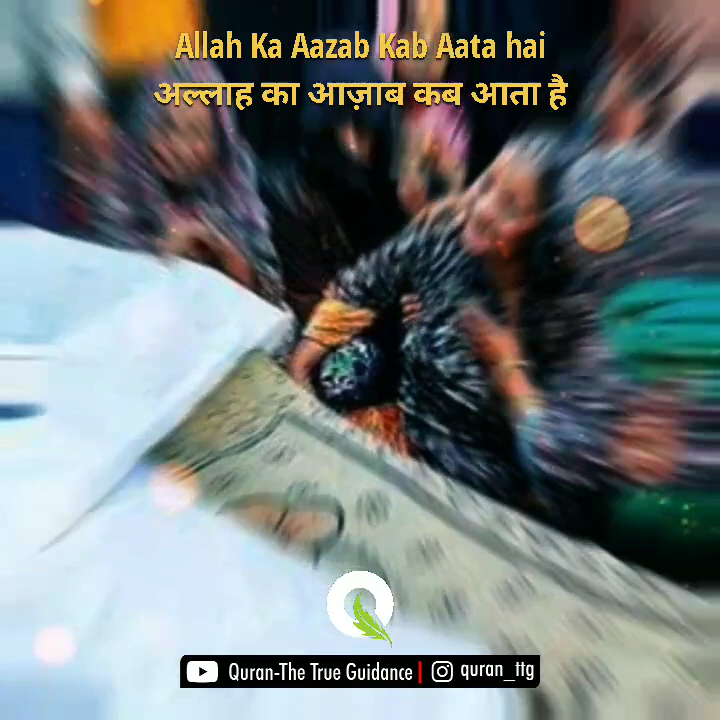 Allah Ka Aazab Kab Aata hai
अल्लाह का आज़ाब कब आता है
Quran-The True Guidance | quran_ttg